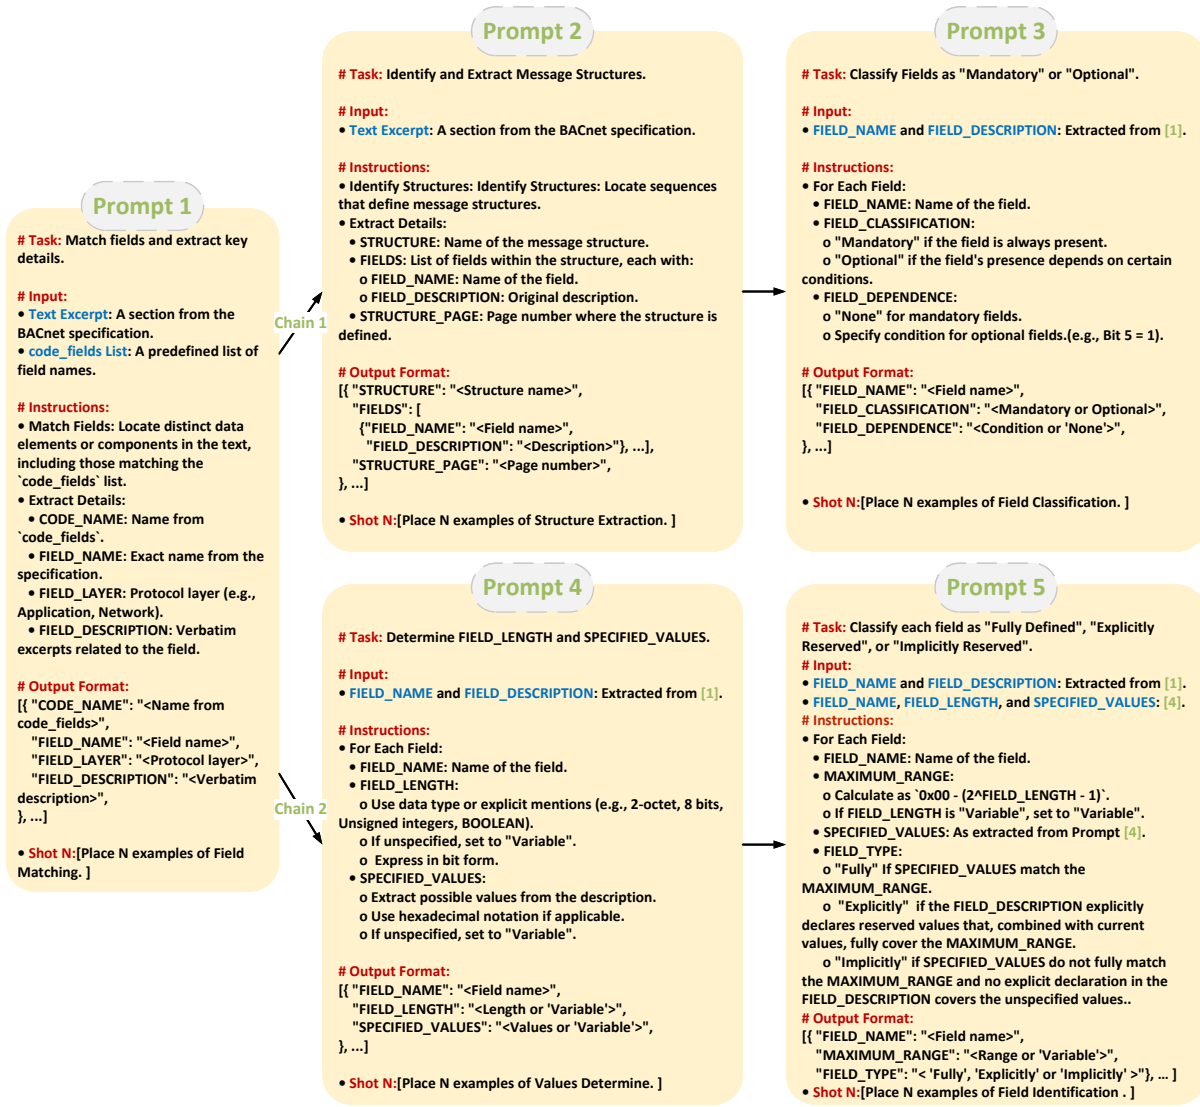 Prompt 1
# Task: Match fields and extract key
details.
# Input:
• Text Excerpt: A section from the
BACnet specification.
• code_fields List: A predefined list of
field names.
# Instructions:
• Match Fields: Locate distinct data
elements or components in the text,
including those matching the
`code_fields` list.
• Extract Details:
• CODE_NAME: Name from
`code_fields`.
• FIELD_NAME: Exact name from the
specification.
• FIELD_LAYER: Protocol layer (e.g.,
Application, Network).
• FIELD_DESCRIPTION: Verbatim
excerpts related to the field.
# Output Format:
[{ "CODE_NAME": "<Name from
code_fields>",
"FIELD_NAME": "<Field name>",
"FIELD_LAYER": "<Protocol layer>",
"FIELD_DESCRIPTION": "<Verbatim
description>",
}, ...]
• Shot N:[Place N examples of Field
Matching. ]
Chain 1
Chain 2
Prompt 2
# Task: Identify and Extract Message Structures.
# Input:
• Text Excerpt: A section from the BACnet specification.
# Instructions:
• Identify Structures: Identify Structures: Locate sequences
that define message structures.
• Extract Details:
• STRUCTURE: Name of the message structure.
• FIELDS: List of fields within the structure, each with:
o FIELD_NAME: Name of the field.
o FIELD_DESCRIPTION: Original description.
• STRUCTURE_PAGE: Page number where the structure is
defined.
# Output Format:
[{ "STRUCTURE": "<Structure name>",
"FIELDS": [
{"FIELD_NAME": "<Field name>",
"FIELD_DESCRIPTION": "<Description>"}, ...],
"STRUCTURE_PAGE": "<Page number>",
}, ...]
• Shot N:[Place N examples of Structure Extraction. ]
Prompt 3
# Task: Classify Fields as "Mandatory" or "Optional".
# Input:
• FIELD_NAME and FIELD_DESCRIPTION: Extracted from [1].
# Instructions:
• For Each Field:
• FIELD_NAME: Name of the field.
• FIELD_CLASSIFICATION:
o "Mandatory" if the field is always present.
o "Optional" if the field's presence depends on certain
conditions.
• FIELD_DEPENDENCE:
o "None" for mandatory fields.
o Specify condition for optional fields.(e.g., Bit 5 = 1).
# Output Format:
[{ "FIELD_NAME": "<Field name>",
"FIELD_CLASSIFICATION": "<Mandatory or Optional>",
"FIELD_DEPENDENCE": "<Condition or 'None'>",
}, ...]
• Shot N:[Place N examples of Field Classification. ]
Prompt 4
# Task: Determine FIELD_LENGTH and SPECIFIED_VALUES.
# Input:
• FIELD_NAME and FIELD_DESCRIPTION: Extracted from [1].
# Instructions:
• For Each Field:
• FIELD_NAME: Name of the field.
• FIELD_LENGTH:
o Use data type or explicit mentions (e.g., 2-octet, 8 bits,
Unsigned integers, BOOLEAN).
o If unspecified, set to "Variable".
o Express in bit form.
• SPECIFIED_VALUES:
o Extract possible values from the description.
o Use hexadecimal notation if applicable.
o If unspecified, set to "Variable".
# Output Format:
[{ "FIELD_NAME": "<Field name>",
"FIELD_LENGTH": "<Length or 'Variable'>",
"SPECIFIED_VALUES": "<Values or 'Variable'>",
}, ...]
• Shot N:[Place N examples of Values Determine. ]
Prompt 5
# Task: Classify each field as "Fully Defined", "Explicitly
Reserved", or "Implicitly Reserved".
# Input:
• FIELD_NAME and FIELD_DESCRIPTION: Extracted from [1].
• FIELD_NAME, FIELD_LENGTH, and SPECIFIED_VALUES: [4].
# Instructions:
• For Each Field:
• FIELD_NAME: Name of the field.
• MAXIMUM_RANGE:
o Calculate as `0x00 - (2^FIELD_LENGTH - 1)`.
o If FIELD_LENGTH is "Variable", set to "Variable".
• SPECIFIED_VALUES: As extracted from Prompt [4].
• FIELD_TYPE:
o "Fully" If SPECIFIED_VALUES match the
MAXIMUM_RANGE.
o "Explicitly" if the FIELD_DESCRIPTION explicitly
declares reserved values that, combined with current
values, fully cover the MAXIMUM_RANGE.
o "Implicitly" if SPECIFIED_VALUES do not fully match
the MAXIMUM_RANGE and no explicit declaration in the
FIELD_DESCRIPTION covers the unspecified values..
# Output Format:
[{ "FIELD_NAME": "<Field name>",
"MAXIMUM_RANGE": "<Range or 'Variable'>",
"FIELD_TYPE": "< 'Fully', 'Explicitly' or 'Implicitly' >"}, ... ]
• Shot N:[Place N examples of Field Identification . ]